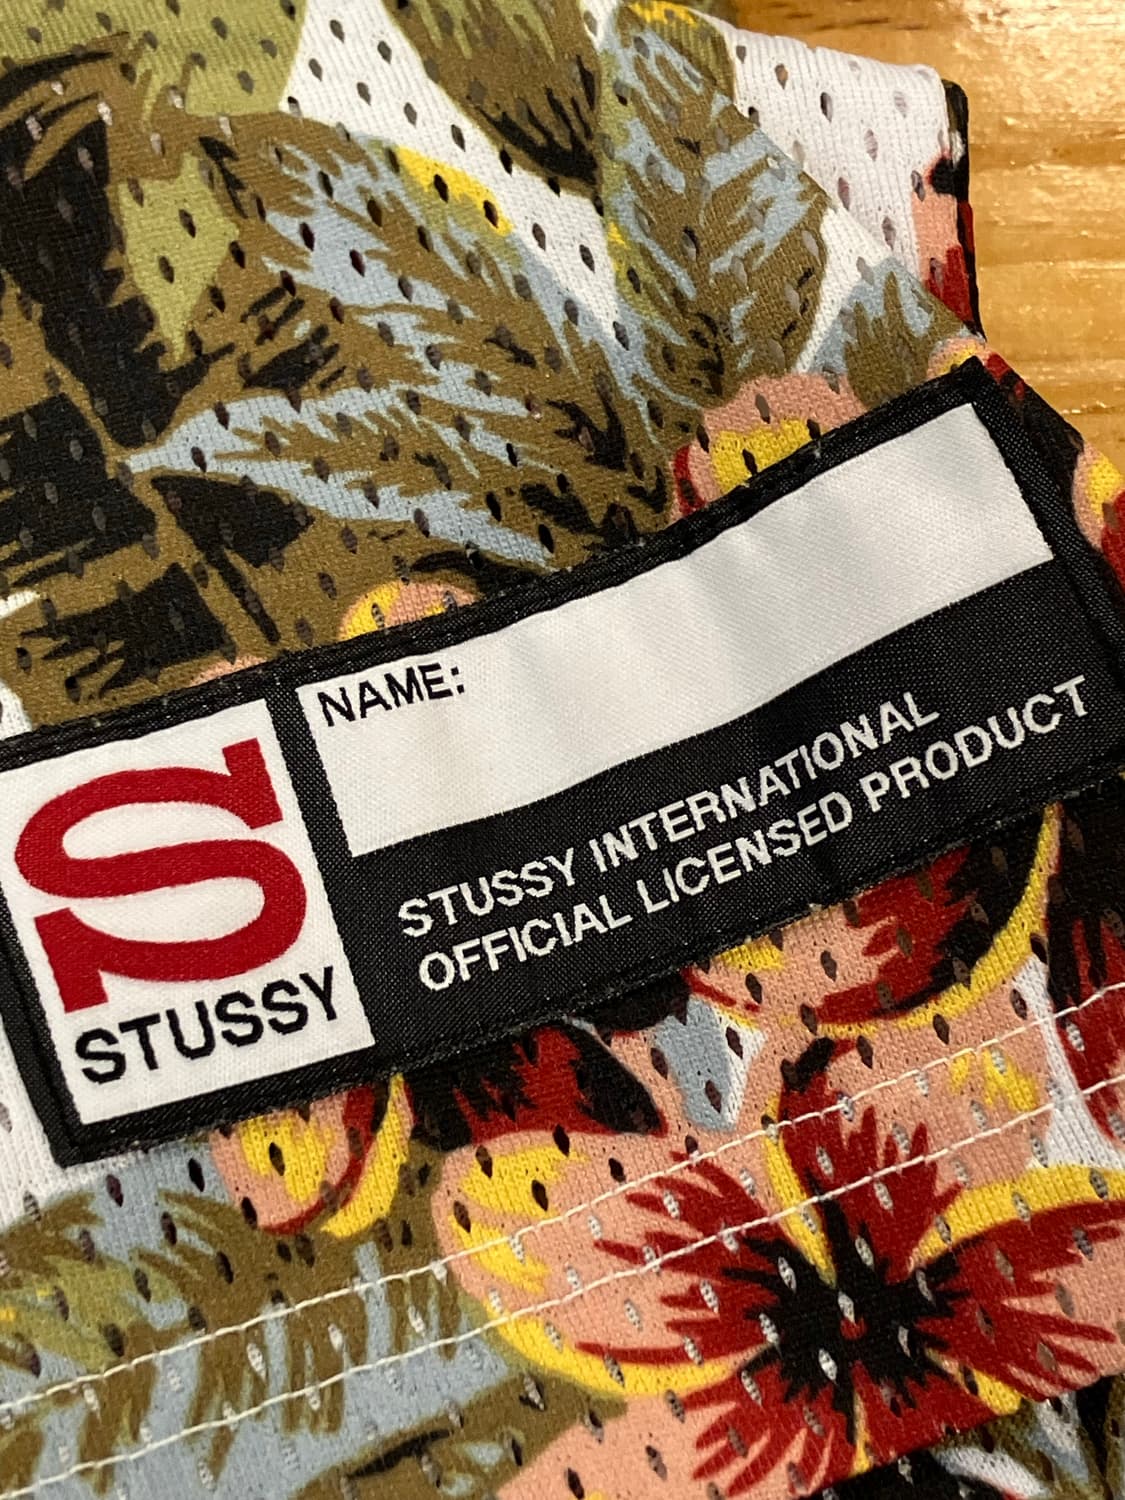 NAME:
STUSSY INTERNATIONAL
OFFICIAL LICENSED PRODUCT
S
STUSSY